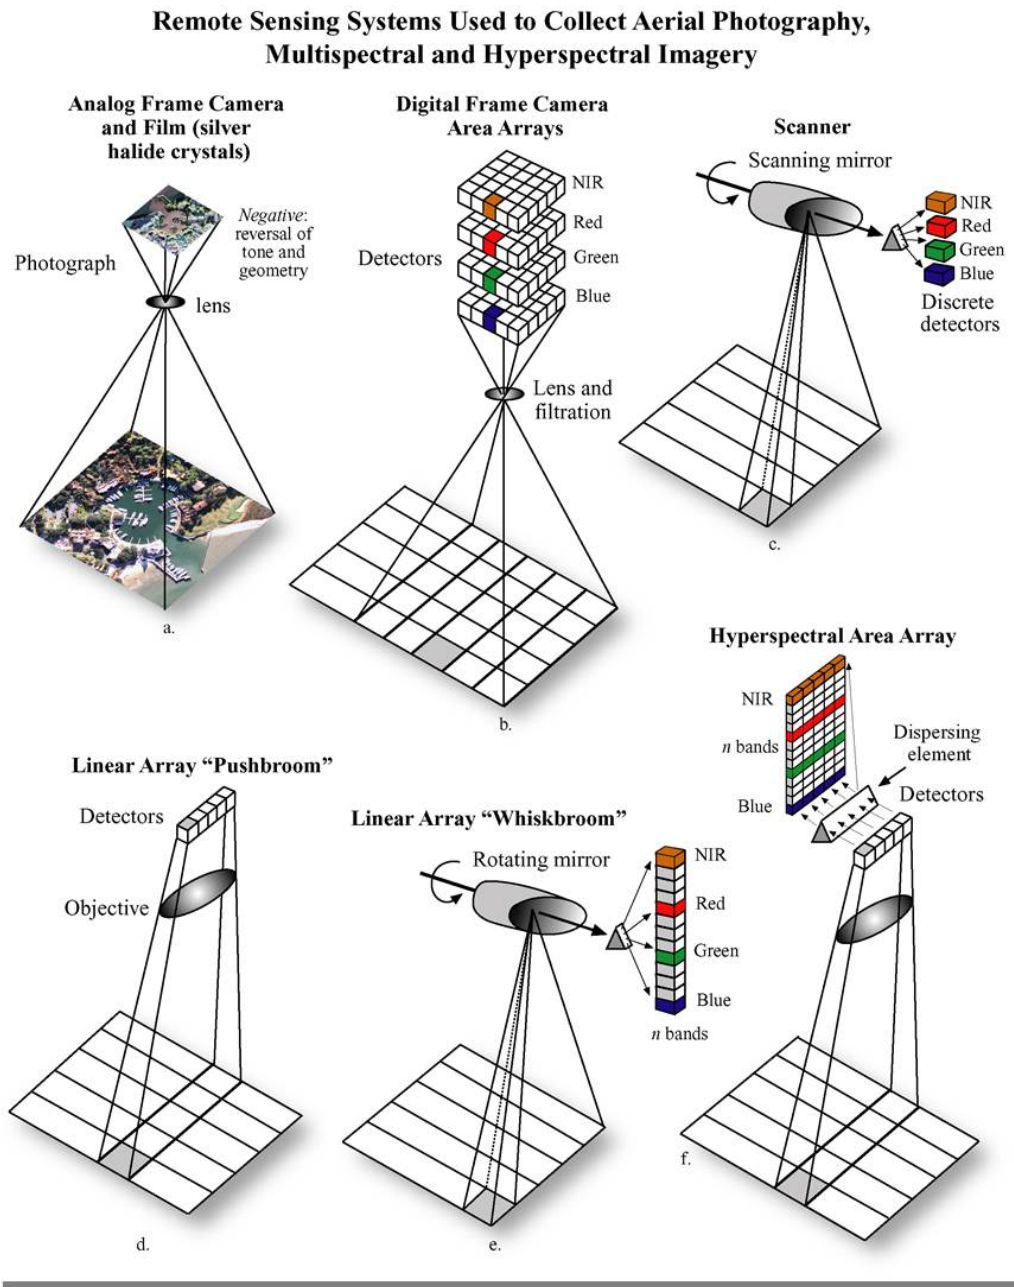 Remote Sensing Systems Used to Collect Aerial Photography,
Multispectral and Hyperspectral Imagery
Analog Frame Camera
and Film (silver
halide crystals)
Negative:
reversal of
tone and
geometry
Photograph
lens
a.
Digital Frame Camera
Area Arrays
NIR
Red
Detectors
Green
Blue
Lens and
filtration
b.
Scanner
Scanning mirror
NIR
Red
Green
Blue
Discrete
detectors
c.
Linear Array “Pushbroom”
Detectors
Objective
d.
Linear Array “Whiskbroom”
Rotating mirror
NIR
Red
Green
Blue
n bands
e.
Hyperspectral Area Array
NIR
n bands
Blue
Dispersing
element
Detectors
f.